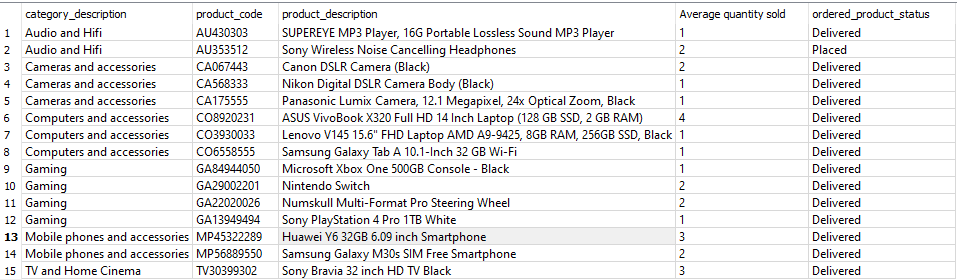 category_description product_code product_description Average quantity sold ordered_product_status
1 Audio and Hifi AU430303 SUPEREYE MP3 Player, 16G Portable Lossless Sound MP3 Player 1 Delivered
2 Audio and Hifi AU353512 Sony Wireless Noise Cancelling Headphones 2 Placed
3 Cameras and accessories CA067443 Canon DSLR Camera (Black) 2 Delivered
4 Cameras and accessories CA568333 Nikon Digital DSLR Camera Body (Black) 1 Delivered
5 Cameras and accessories CA175555 Panasonic Lumix Camera, 12.1 Megapixel, 24x Optical Zoom, Black 1 Delivered
6 Computers and accessories CO8920231 ASUS VivoBook X320 Full HD 14 Inch Laptop (128 GB SSD, 2 GB RAM) 4 Delivered
7 Computers and accessories CO3930033 Lenovo V145 15.6" FHD Laptop AMD A9-9425, 8GB RAM, 256GB SSD, Black 1 Delivered
8 Computers and accessories CO6558555 Samsung Galaxy Tab A 10.1-Inch 32 GB Wi-Fi 1 Delivered
9 Gaming GA84944050 Microsoft Xbox One 500GB Console - Black 1 Delivered
10 Gaming GA29002201 Nintendo Switch 2 Delivered
11 Gaming GA22020026 Numskull Multi-Format Pro Steering Wheel 2 Delivered
12 Gaming GA13949494 Sony PlayStation 4 Pro 1TB White 1 Delivered
13 Mobile phones and accessories MP45322289 Huawei Y6 32GB 6.09 inch Smartphone 3 Delivered
14 Mobile phones and accessories MP56889550 Samsung Galaxy M30s SIM Free Smartphone 2 Delivered
15 TV and Home Cinema TV30399302 Sony Bravia 32 inch HD TV Black 3 Delivered